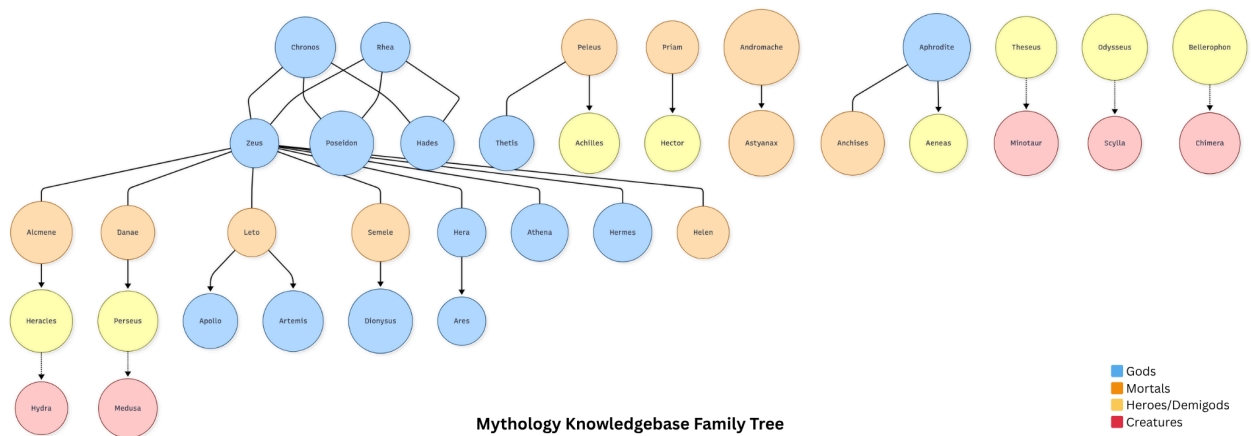 Chronos
Rhea
Peleus
Priam
Andromache
Aphrodite
Theseus
Odysseus
Bellerophon
Zeus
Poseidon
Hades
Thetis
Achilles
Hector
Astyanax
Anchises
Aeneas
Minotaur
Scylla
Chimera
Alcmene
Danae
Leto
Semele
Hera
Athena
Hermes
Helen
Heracles
Perseus
Apollo
Artemis
Dionysus
Ares
Hydra
Medusa
Gods
Mortals
Heroes/Demigods
Creatures
Mythology Knowledgebase Family Tree